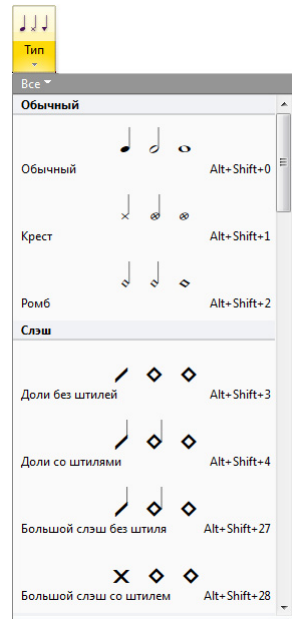 Тип
Все
Обычный
Обычный Alt+Shift+0
Крест Alt+Shift+1
Ромб Alt+Shift+2
Слэш
Доли без штилей Alt+Shift+3
Доли со штилями Alt+Shift+4
Большой слэш без штиля Alt+Shift+27
Большой слэш со штилем Alt+Shift+28